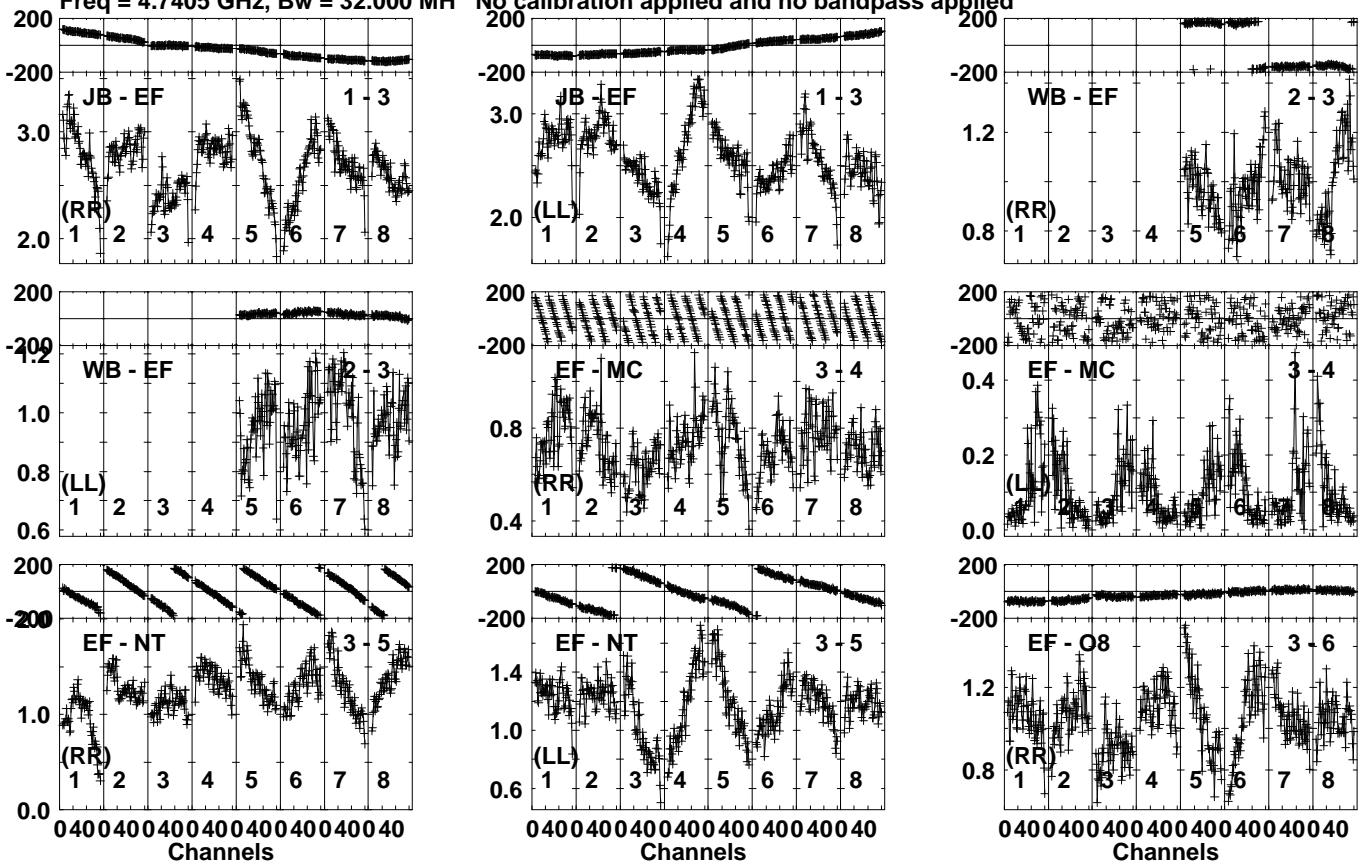 Freq = 4.7405 GHz, Bw = 32.000 MH   No calibration applied and no bandpass applied
200 200 200
-200 -200 -200
JB - EF 1 - 3 JB - EF 1 - 3 WB - EF 2 - 3
3.0 3.0 1.2
(RR) (LL) (RR)
2.0 2.0 0.8
1 2 3 4 5 6 7 8 1 2 3 4 5 6 7 8 1 2 3 4 5 6 7 8
200 200 200
-200 -200 -200
1.2
WB - EF 2 - 3 EF - MC 3 - 4 EF - MC 3 - 4
1.0 0.8 0.4
0.8 0.2
(LL) (RR) (LL)
1 2 3 4 5 6 7 8 1 2 3 4 5 6 7 8 1 2 3 4 5 6 7 8
0.6 0.4 0.0
200 200 200
-200 -200 -200
2.0
EF - NT 3 - 5 EF - NT 3 - 5 EF - O8 3 - 6
1.4 1.2
1.0 1.0
(RR) (LL) (RR)
1 2 3 4 5 6 7 8 1 2 3 4 5 6 7 8 1 2 3 4 5 6 7 8
0.6 0.8
0.0
0 40 0 40 0 40 0 40 0 40 0 40 0 40 0 40 0 40 0 40 0 40 0 40 0 40 0 40 0 40 0 40 0 40 0 40 0 40 0 40 0 40 0 40 0 40 0 40
Channels Channels Channels